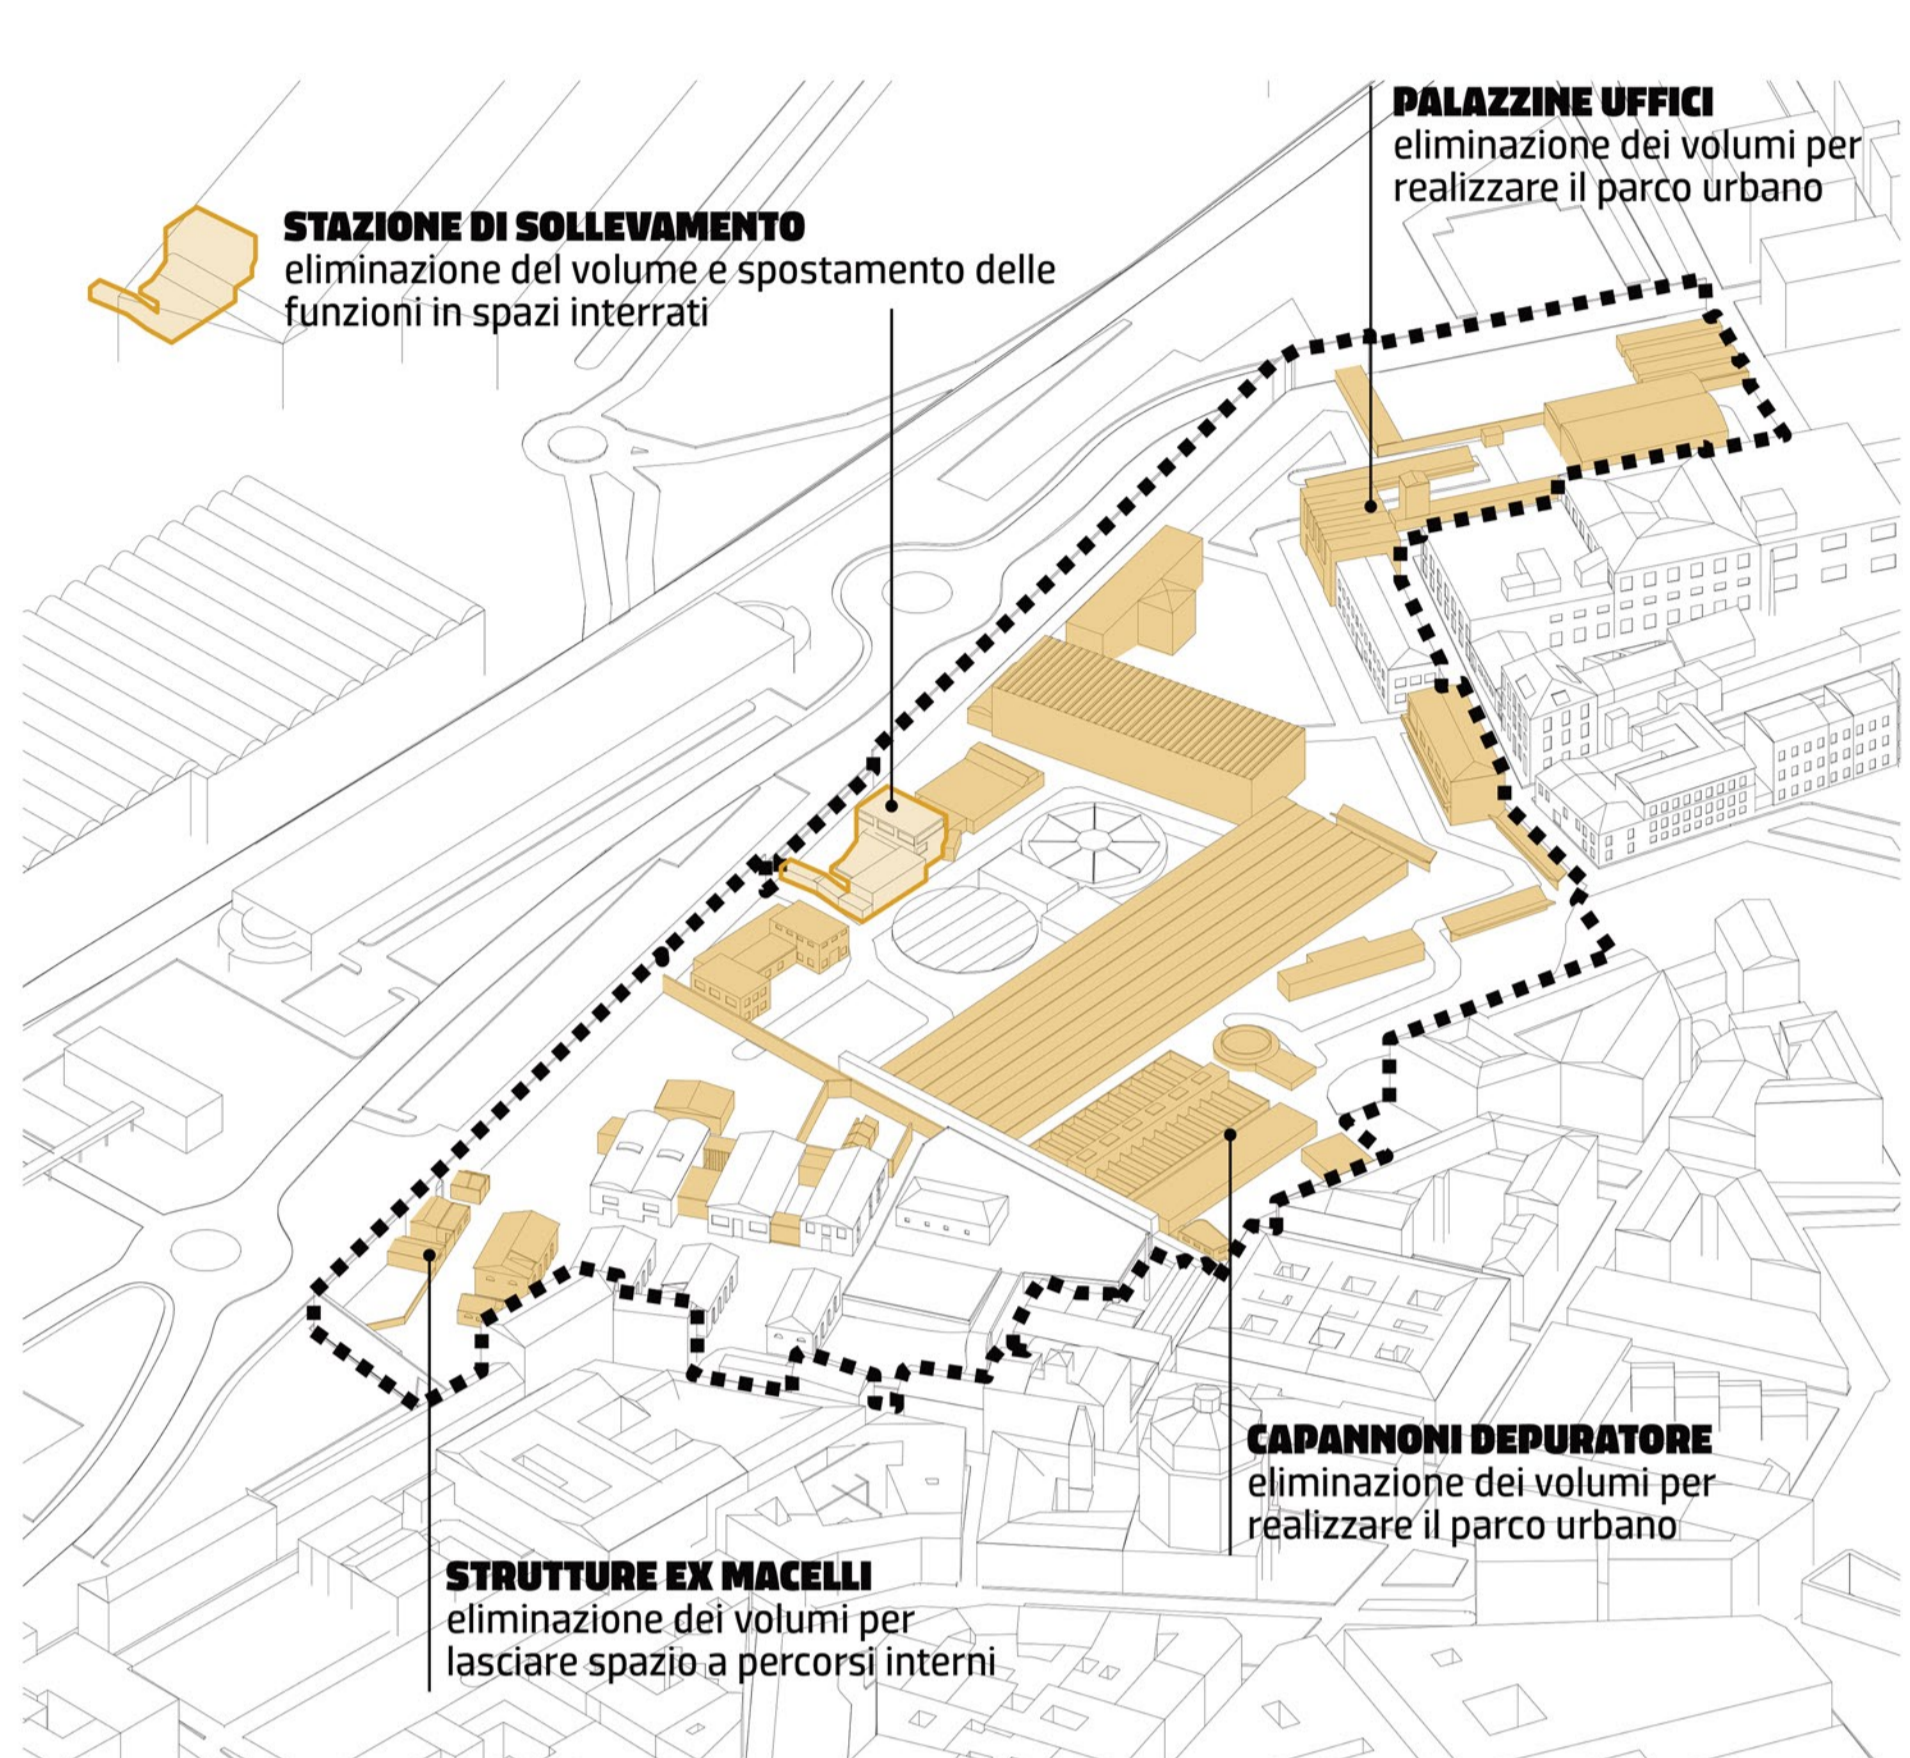 PALAZZINE UFFICI
eliminazione dei volumi per
realizzare il parco urbano
STAZIONE DI SOLLEVAMENTO
eliminazione del volume e spostamento delle
funzioni in spazi interrati
CAPANNONI DEPURATORE
eliminazione dei volumi per
realizzare il parco urbano
STRUTTURE EX MACELLI
eliminazione dei volumi per
lasciare spazio a percorsi interni